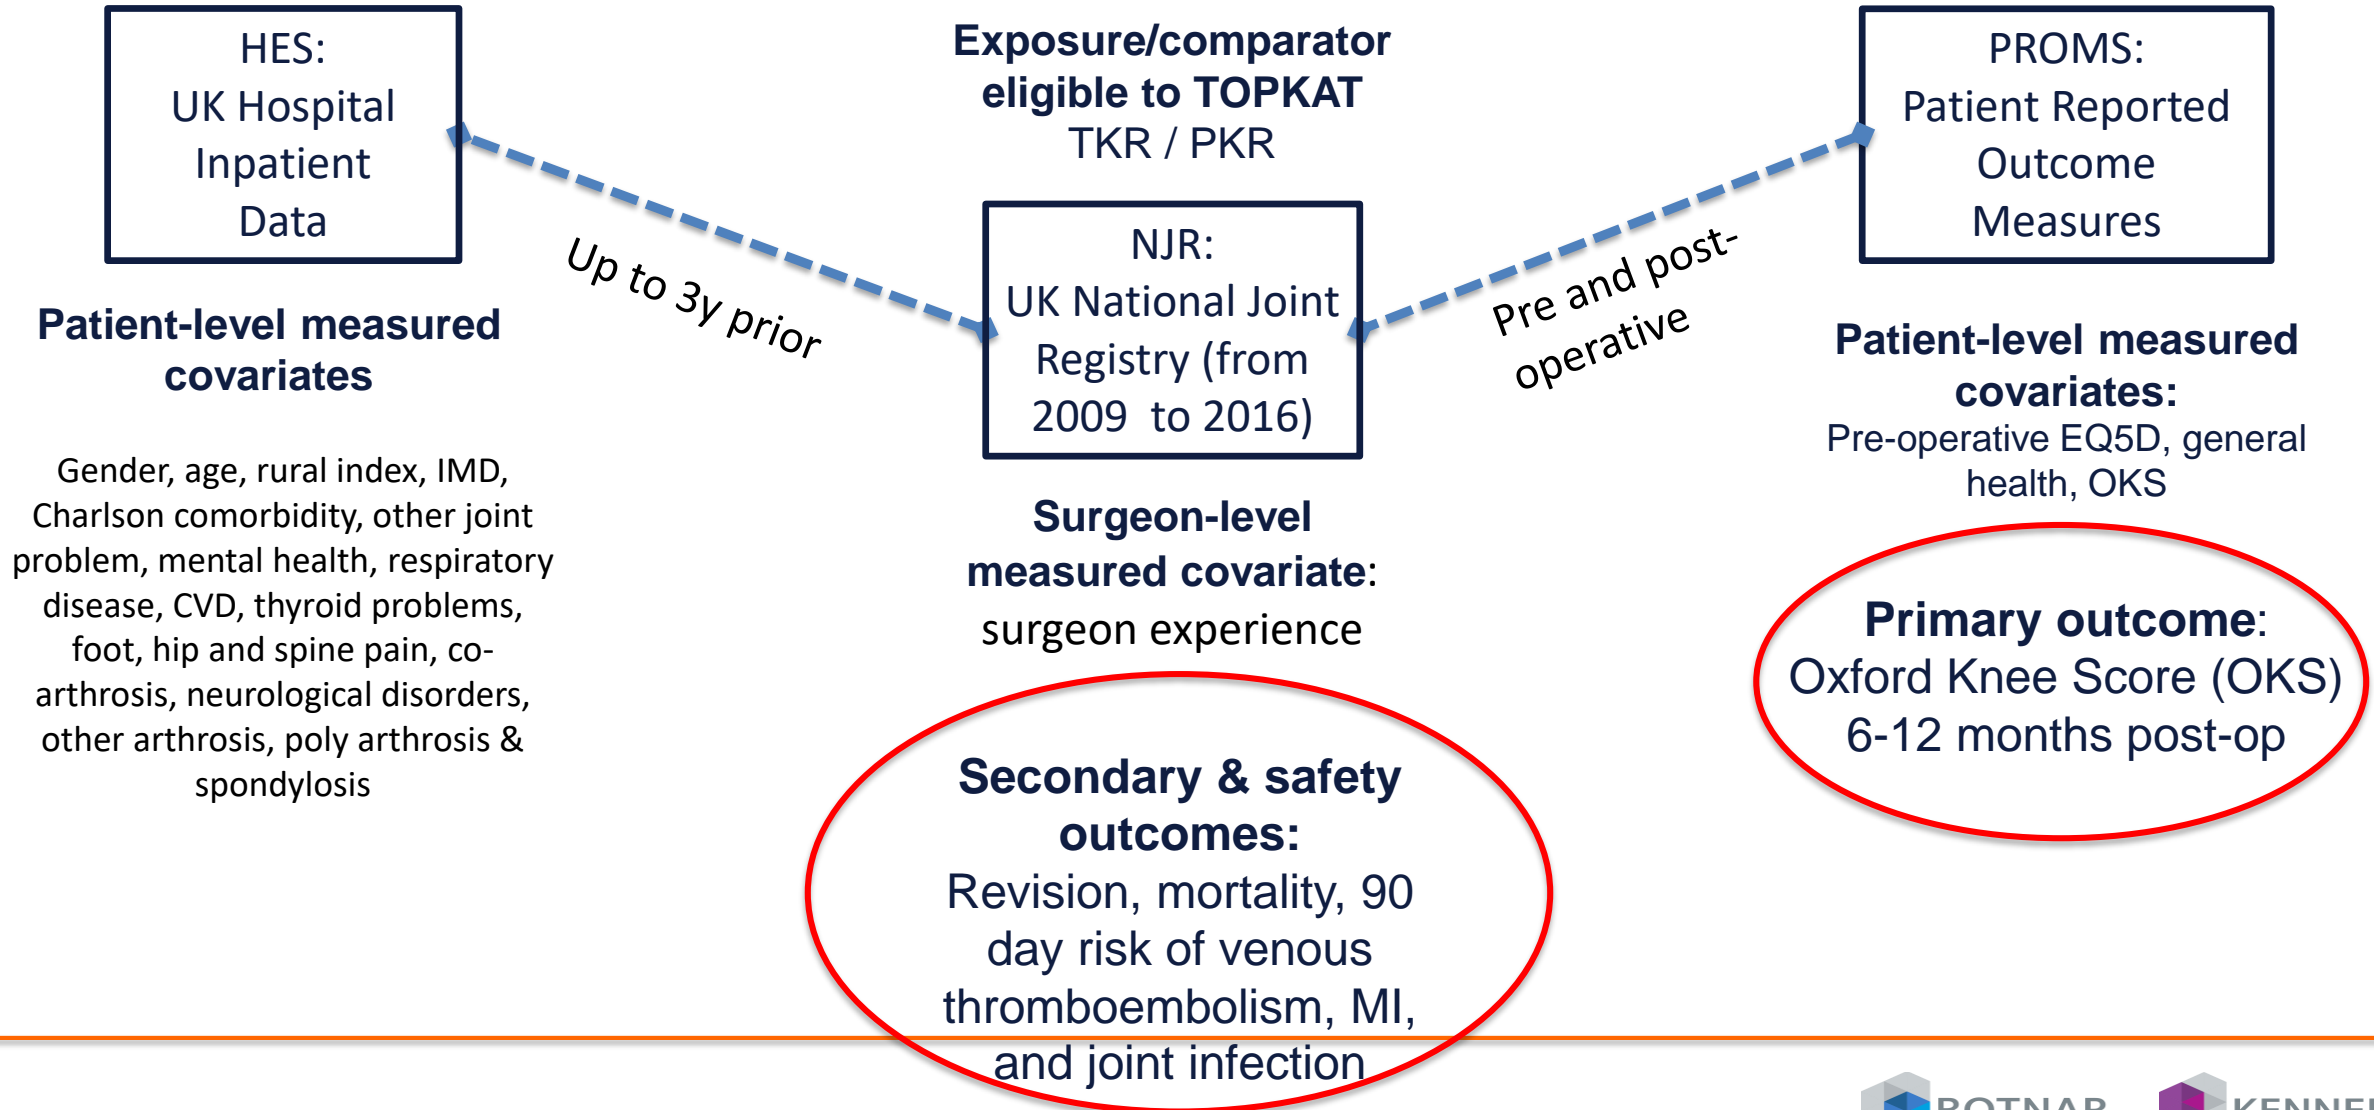 HES:
UK Hospital
Inpatient
Data
Patient-level measured
covariates
Gender, age, rural index, IMD,
Charlson comorbidity, other joint
problem, mental health, respiratory
disease, CVD, thyroid problems,
foot, hip and spine pain, co-
arthrosis, neurological disorders,
other arthrosis, poly arthrosis &
spondylosis
Up to 3y prior
Exposure/comparator
eligible to TOPKAT
TKR / PKR
NJR:
UK National Joint
Registry (from
2009 to 2016)
Surgeon-level
measured covariate:
surgeon experience
Secondary & safety
outcomes:
Revision, mortality, 90
day risk of venous
thromboembolism, MI,
and joint infection
Pre and post-
operative
PROMS:
Patient Reported
Outcome
Measures
Patient-level measured
covariates:
Pre-operative EQ5D, general
health, OKS
Primary outcome:
Oxford Knee Score (OKS)
6-12 months post-op
BOTNAR